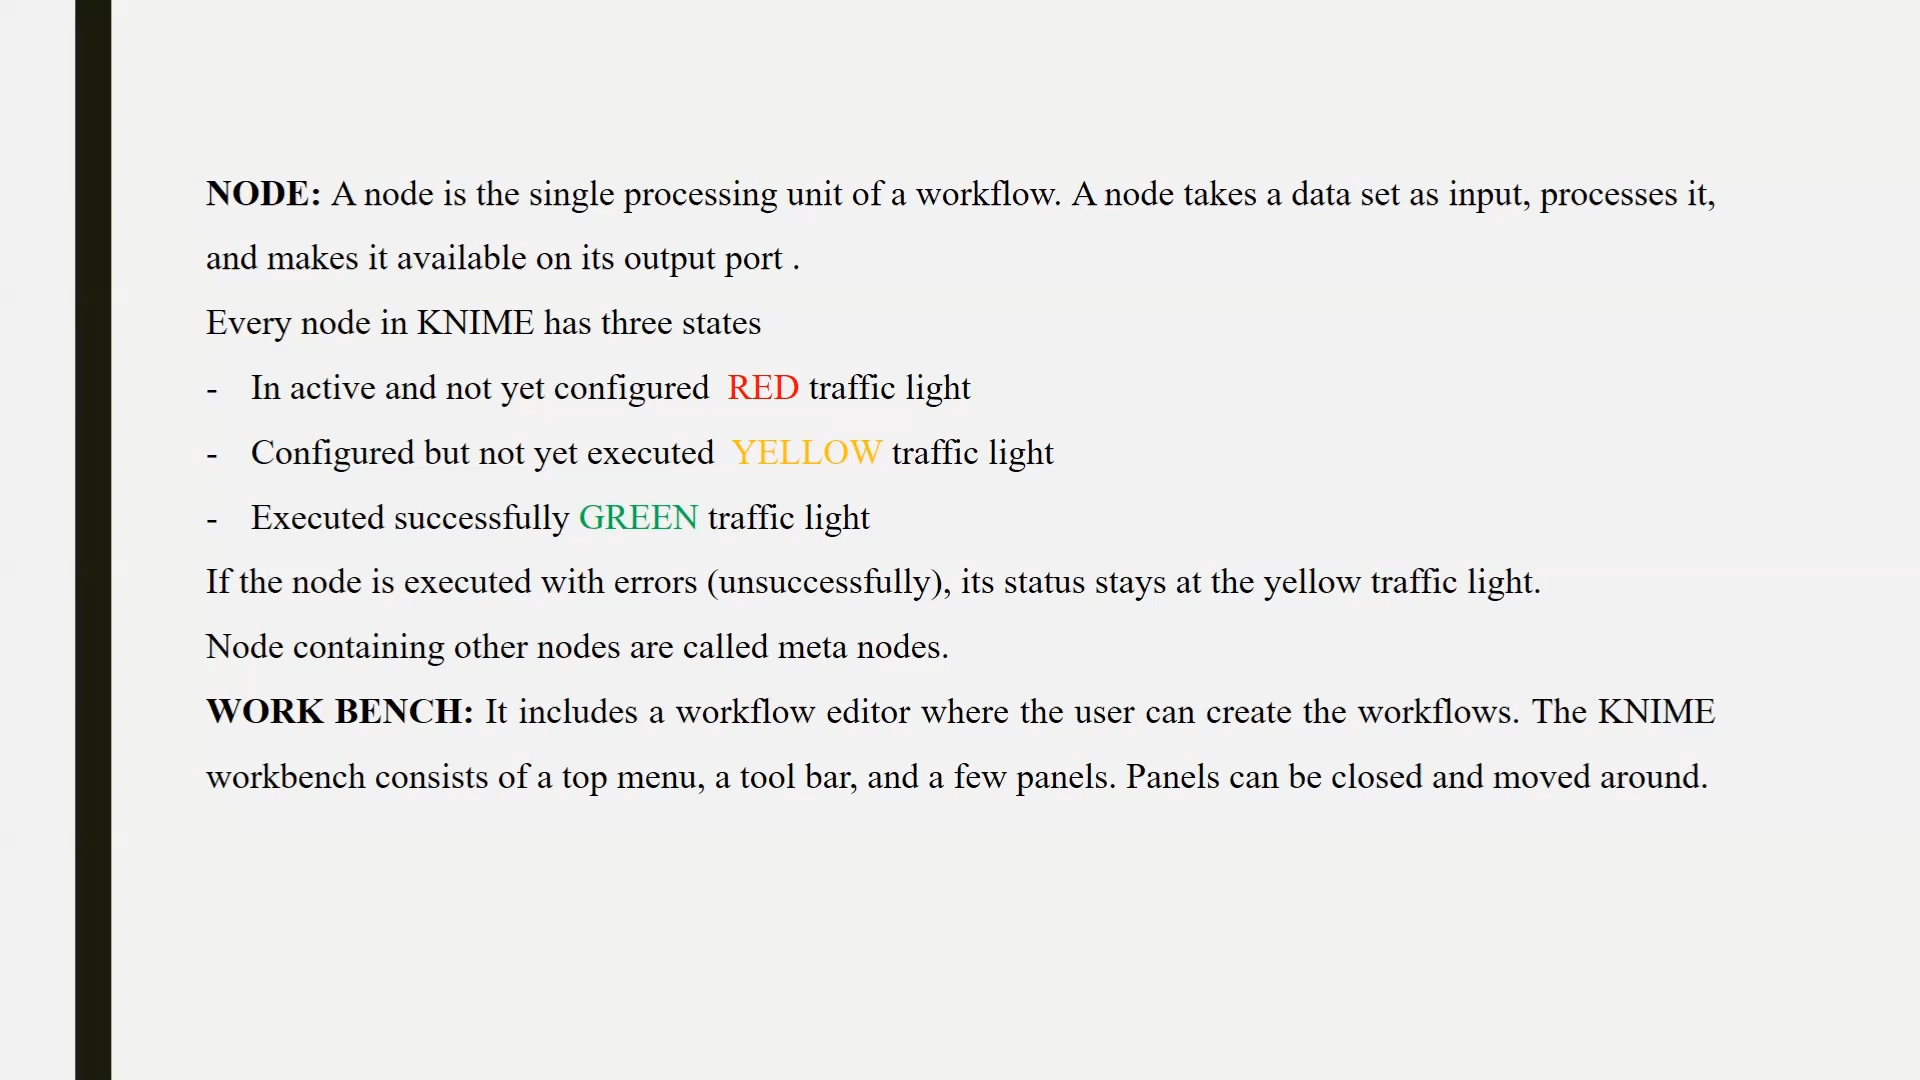 NODE: A node is the single processing unit of a workflow. A node takes a data set as input, processes it,
and makes it available on its output port .
Every node in KNIME has three states
- In active and not yet configured RED traffic light
- Configured but not yet executed YELLOW traffic light
- Executed successfully GREEN traffic light
If the node is executed with errors (unsuccessfully), its status stays at the yellow traffic light.
Node containing other nodes are called meta nodes.
WORK BENCH: It includes a workflow editor where the user can create the workflows. The KNIME
workbench consists of a top menu, a tool bar, and a few panels. Panels can be closed and moved around.